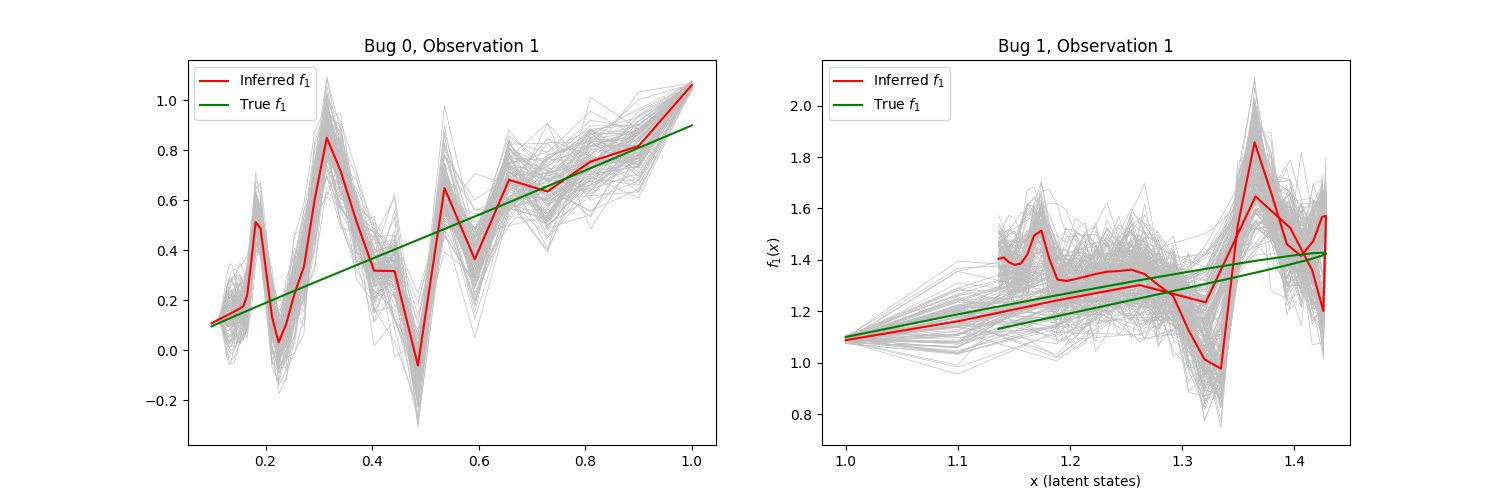 Bug 0, Observation 1
Inferred f₁
True f₁
1.0
0.8
0.6
0.4
0.2
0.0
−0.2
0.2 0.4 0.6 0.8 1.0
Bug 1, Observation 1
Inferred f₁
True f₁
f₁(x)
2.0
1.8
1.6
1.4
1.2
1.0
0.8
1.0 1.1 1.2 1.3 1.4
x (latent states)